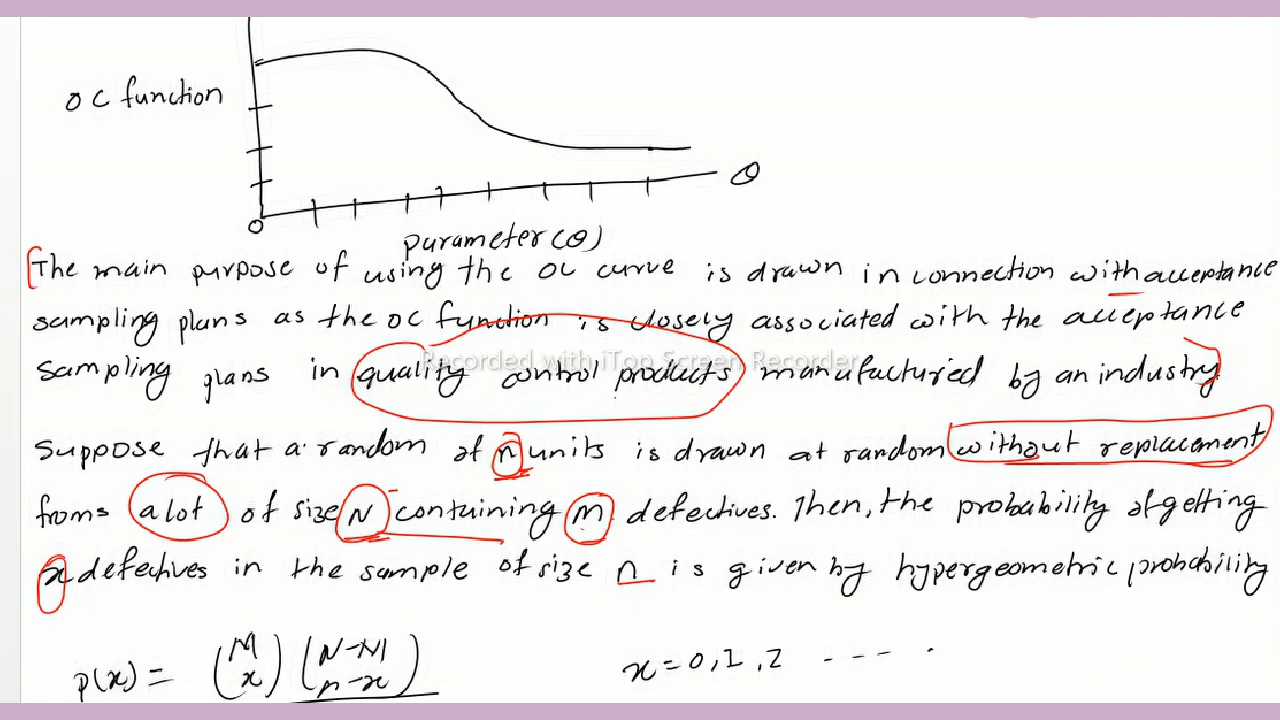 OC function
θ
0
parameter(θ)
The main purpose of using the OC curve is drawn in connection with acceptance
sampling plans as the OC function is closely associated with the acceptance
Recorded with iTop Screen Recorder
sampling plans in quality control products manufactured by an industry
suppose that a random of n units is drawn at random without replacement
froms a lot of size N containing M defectives. Then, the probability of getting
x defectives in the sample of size n is given by hypergeometric probability
p(x) = (M x) (N-M n-x) x = 0, 1, 2 ----.